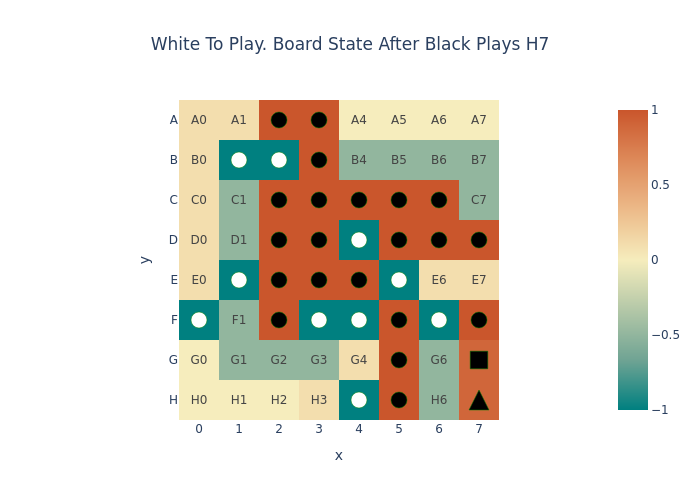 White To Play. Board State After Black Plays H7
A A0 A1 A4 A5 A6 A7 1
B B0 B4 B5 B6 B7
C C0 C1 C7 0.5
D D0 D1
y E E0 E6 E7 0
F F1 −0.5
G G0 G1 G2 G3 G4 G6
H H0 H1 H2 H3 H6 −1
0 1 2 3 4 5 6 7
x